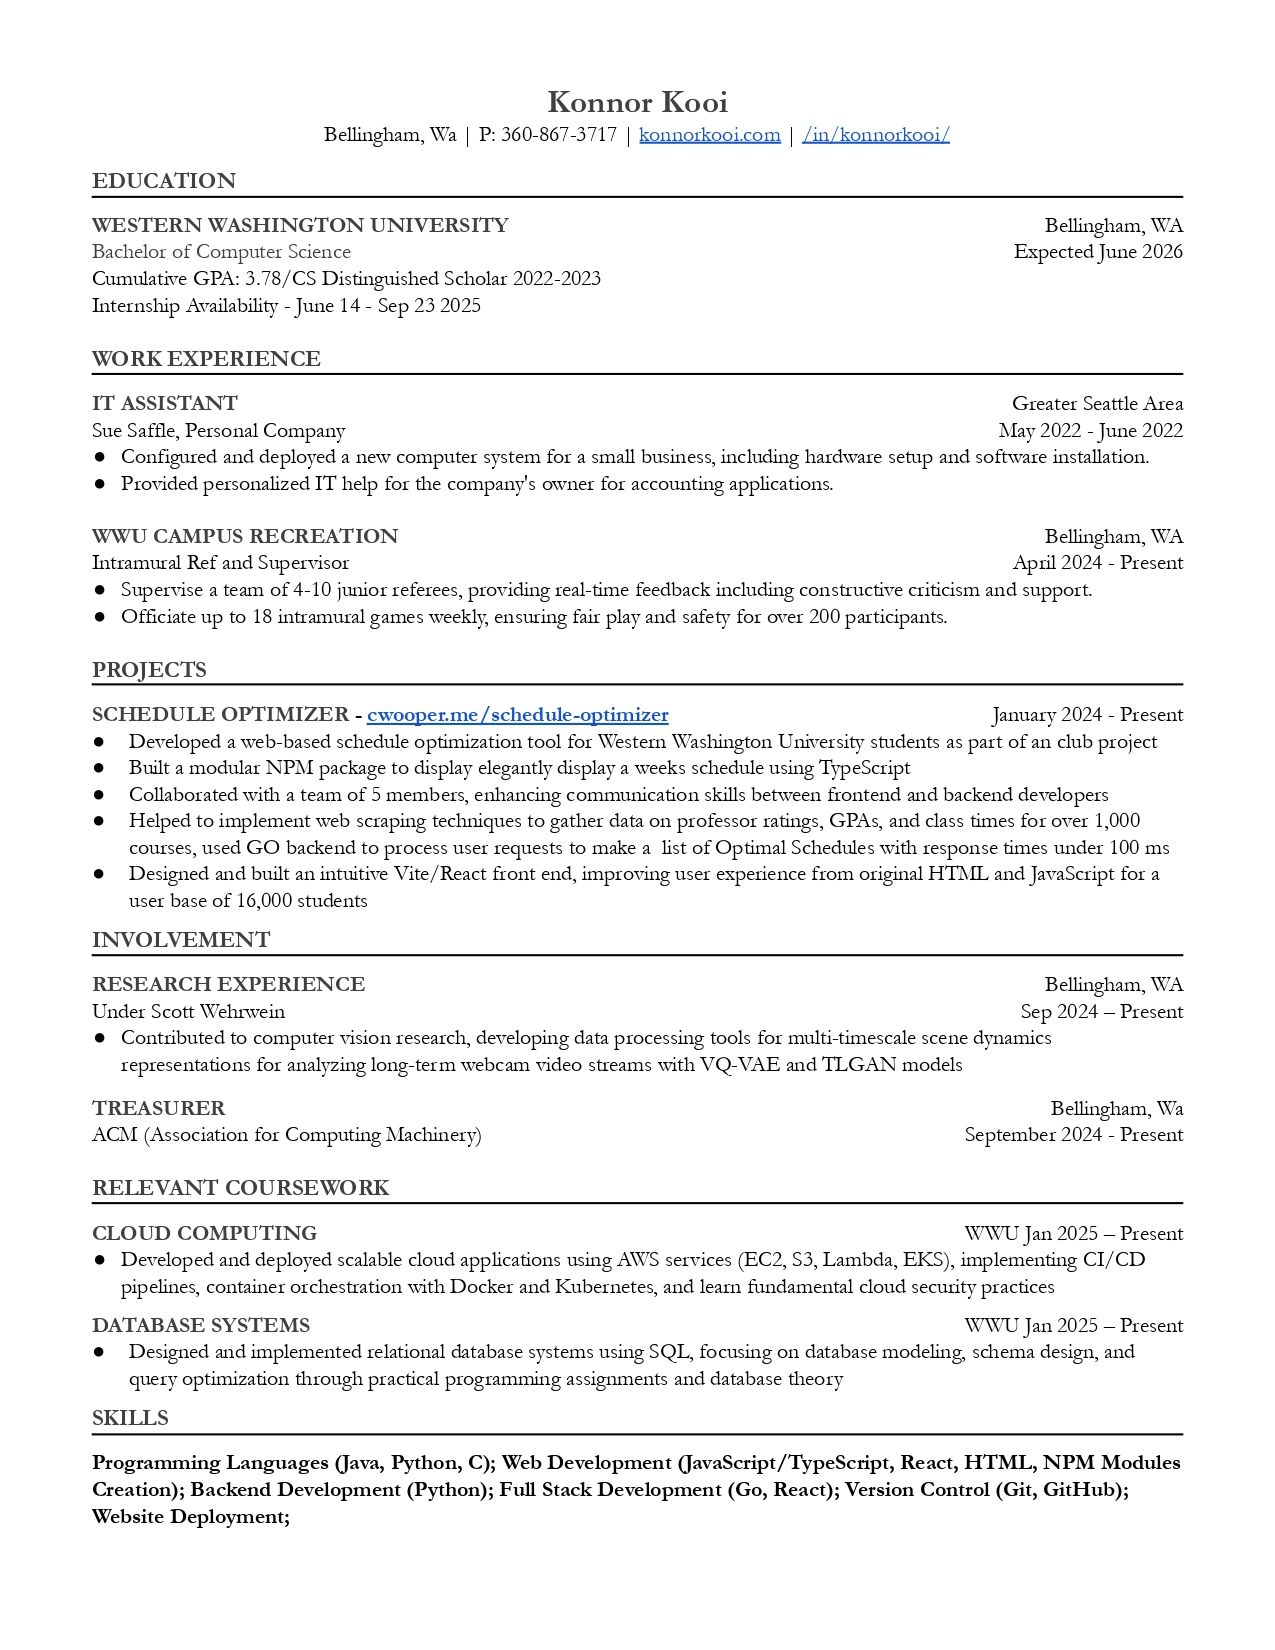 Konnor Kooi
Bellingham, Wa | P: 360-867-3717 | konnorkooi.com | /in/konnorkooi/
EDUCATION
WESTERN WASHINGTON UNIVERSITY Bellingham, WA
Bachelor of Computer Science Expected June 2026
Cumulative GPA: 3.78/CS Distinguished Scholar 2022-2023
Internship Availability - June 14 - Sep 23 2025
WORK EXPERIENCE
IT ASSISTANT Greater Seattle Area
Sue Saffle, Personal Company May 2022 - June 2022
● Configured and deployed a new computer system for a small business, including hardware setup and software installation.
● Provided personalized IT help for the company's owner for accounting applications.
WWU CAMPUS RECREATION Bellingham, WA
Intramural Ref and Supervisor April 2024 - Present
● Supervise a team of 4-10 junior referees, providing real-time feedback including constructive criticism and support.
● Officiate up to 18 intramural games weekly, ensuring fair play and safety for over 200 participants.
PROJECTS
SCHEDULE OPTIMIZER - cwooper.me/schedule-optimizer January 2024 - Present
● Developed a web-based schedule optimization tool for Western Washington University students as part of an club project
● Built a modular NPM package to display elegantly display a weeks schedule using TypeScript
● Collaborated with a team of 5 members, enhancing communication skills between frontend and backend developers
● Helped to implement web scraping techniques to gather data on professor ratings, GPAs, and class times for over 1,000
courses, used GO backend to process user requests to make a  list of Optimal Schedules with response times under 100 ms
● Designed and built an intuitive Vite/React front end, improving user experience from original HTML and JavaScript for a
user base of 16,000 students
INVOLVEMENT
RESEARCH EXPERIENCE Bellingham, WA
Under Scott Wehrwein Sep 2024 – Present
● Contributed to computer vision research, developing data processing tools for multi-timescale scene dynamics
representations for analyzing long-term webcam video streams with VQ-VAE and TLGAN models
TREASURER Bellingham, Wa
ACM (Association for Computing Machinery) September 2024 - Present
RELEVANT COURSEWORK
CLOUD COMPUTING WWU Jan 2025 – Present
● Developed and deployed scalable cloud applications using AWS services (EC2, S3, Lambda, EKS), implementing CI/CD
pipelines, container orchestration with Docker and Kubernetes, and learn fundamental cloud security practices
DATABASE SYSTEMS WWU Jan 2025 – Present
● Designed and implemented relational database systems using SQL, focusing on database modeling, schema design, and
query optimization through practical programming assignments and database theory
SKILLS
Programming Languages (Java, Python, C); Web Development (JavaScript/TypeScript, React, HTML, NPM Modules
Creation); Backend Development (Python); Full Stack Development (Go, React); Version Control (Git, GitHub);
Website Deployment;